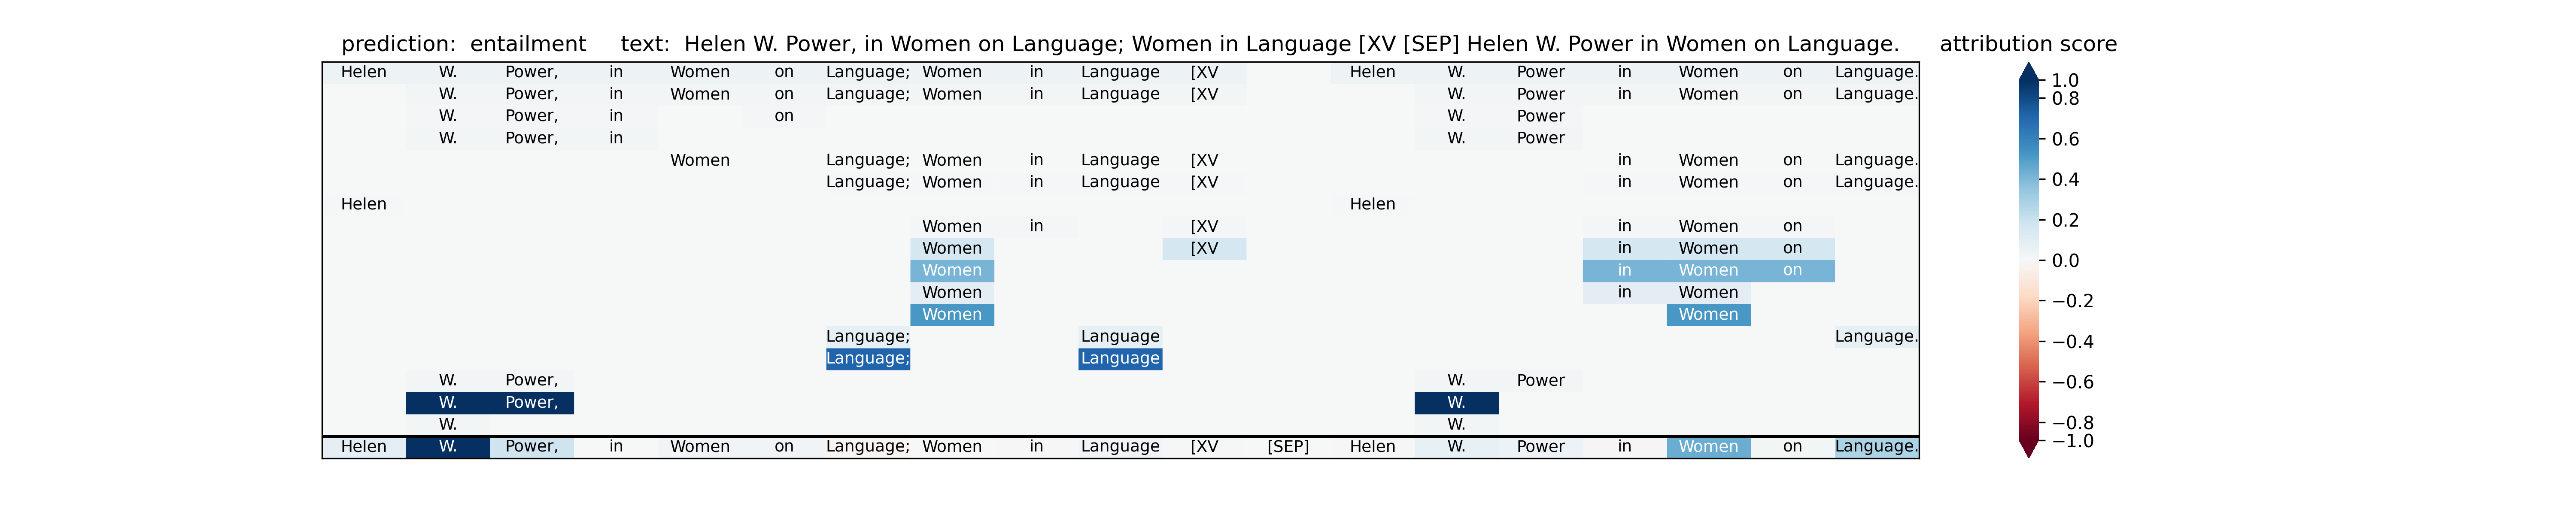 prediction: entailment text: Helen W. Power, in Women on Language; Women in Language [XV [SEP] Helen W. Power in Women on Language. attribution score
Helen W. Power, in Women on Language; Women in Language [XV Helen W. Power in Women on Language.
W. Power, in Women on Language; Women in Language [XV W. Power in Women on Language.
W. Power, in on W. Power
W. Power, in W. Power
Women Language; Women in Language [XV in Women on Language.
Language; Women in Language [XV in Women on Language.
Helen Helen
Women in [XV in Women on
Women [XV in Women on
Women in Women on
Women in Women
Women Women
Language; Language Language.
Language; Language
W. Power, W. Power
W. Power, W.
W. W.
Helen W. Power, in Women on Language; Women in Language [XV [SEP] Helen W. Power in Women on Language.
1.0
0.8
0.6
0.4
0.2
0.0
−0.2
−0.4
−0.6
−0.8
−1.0